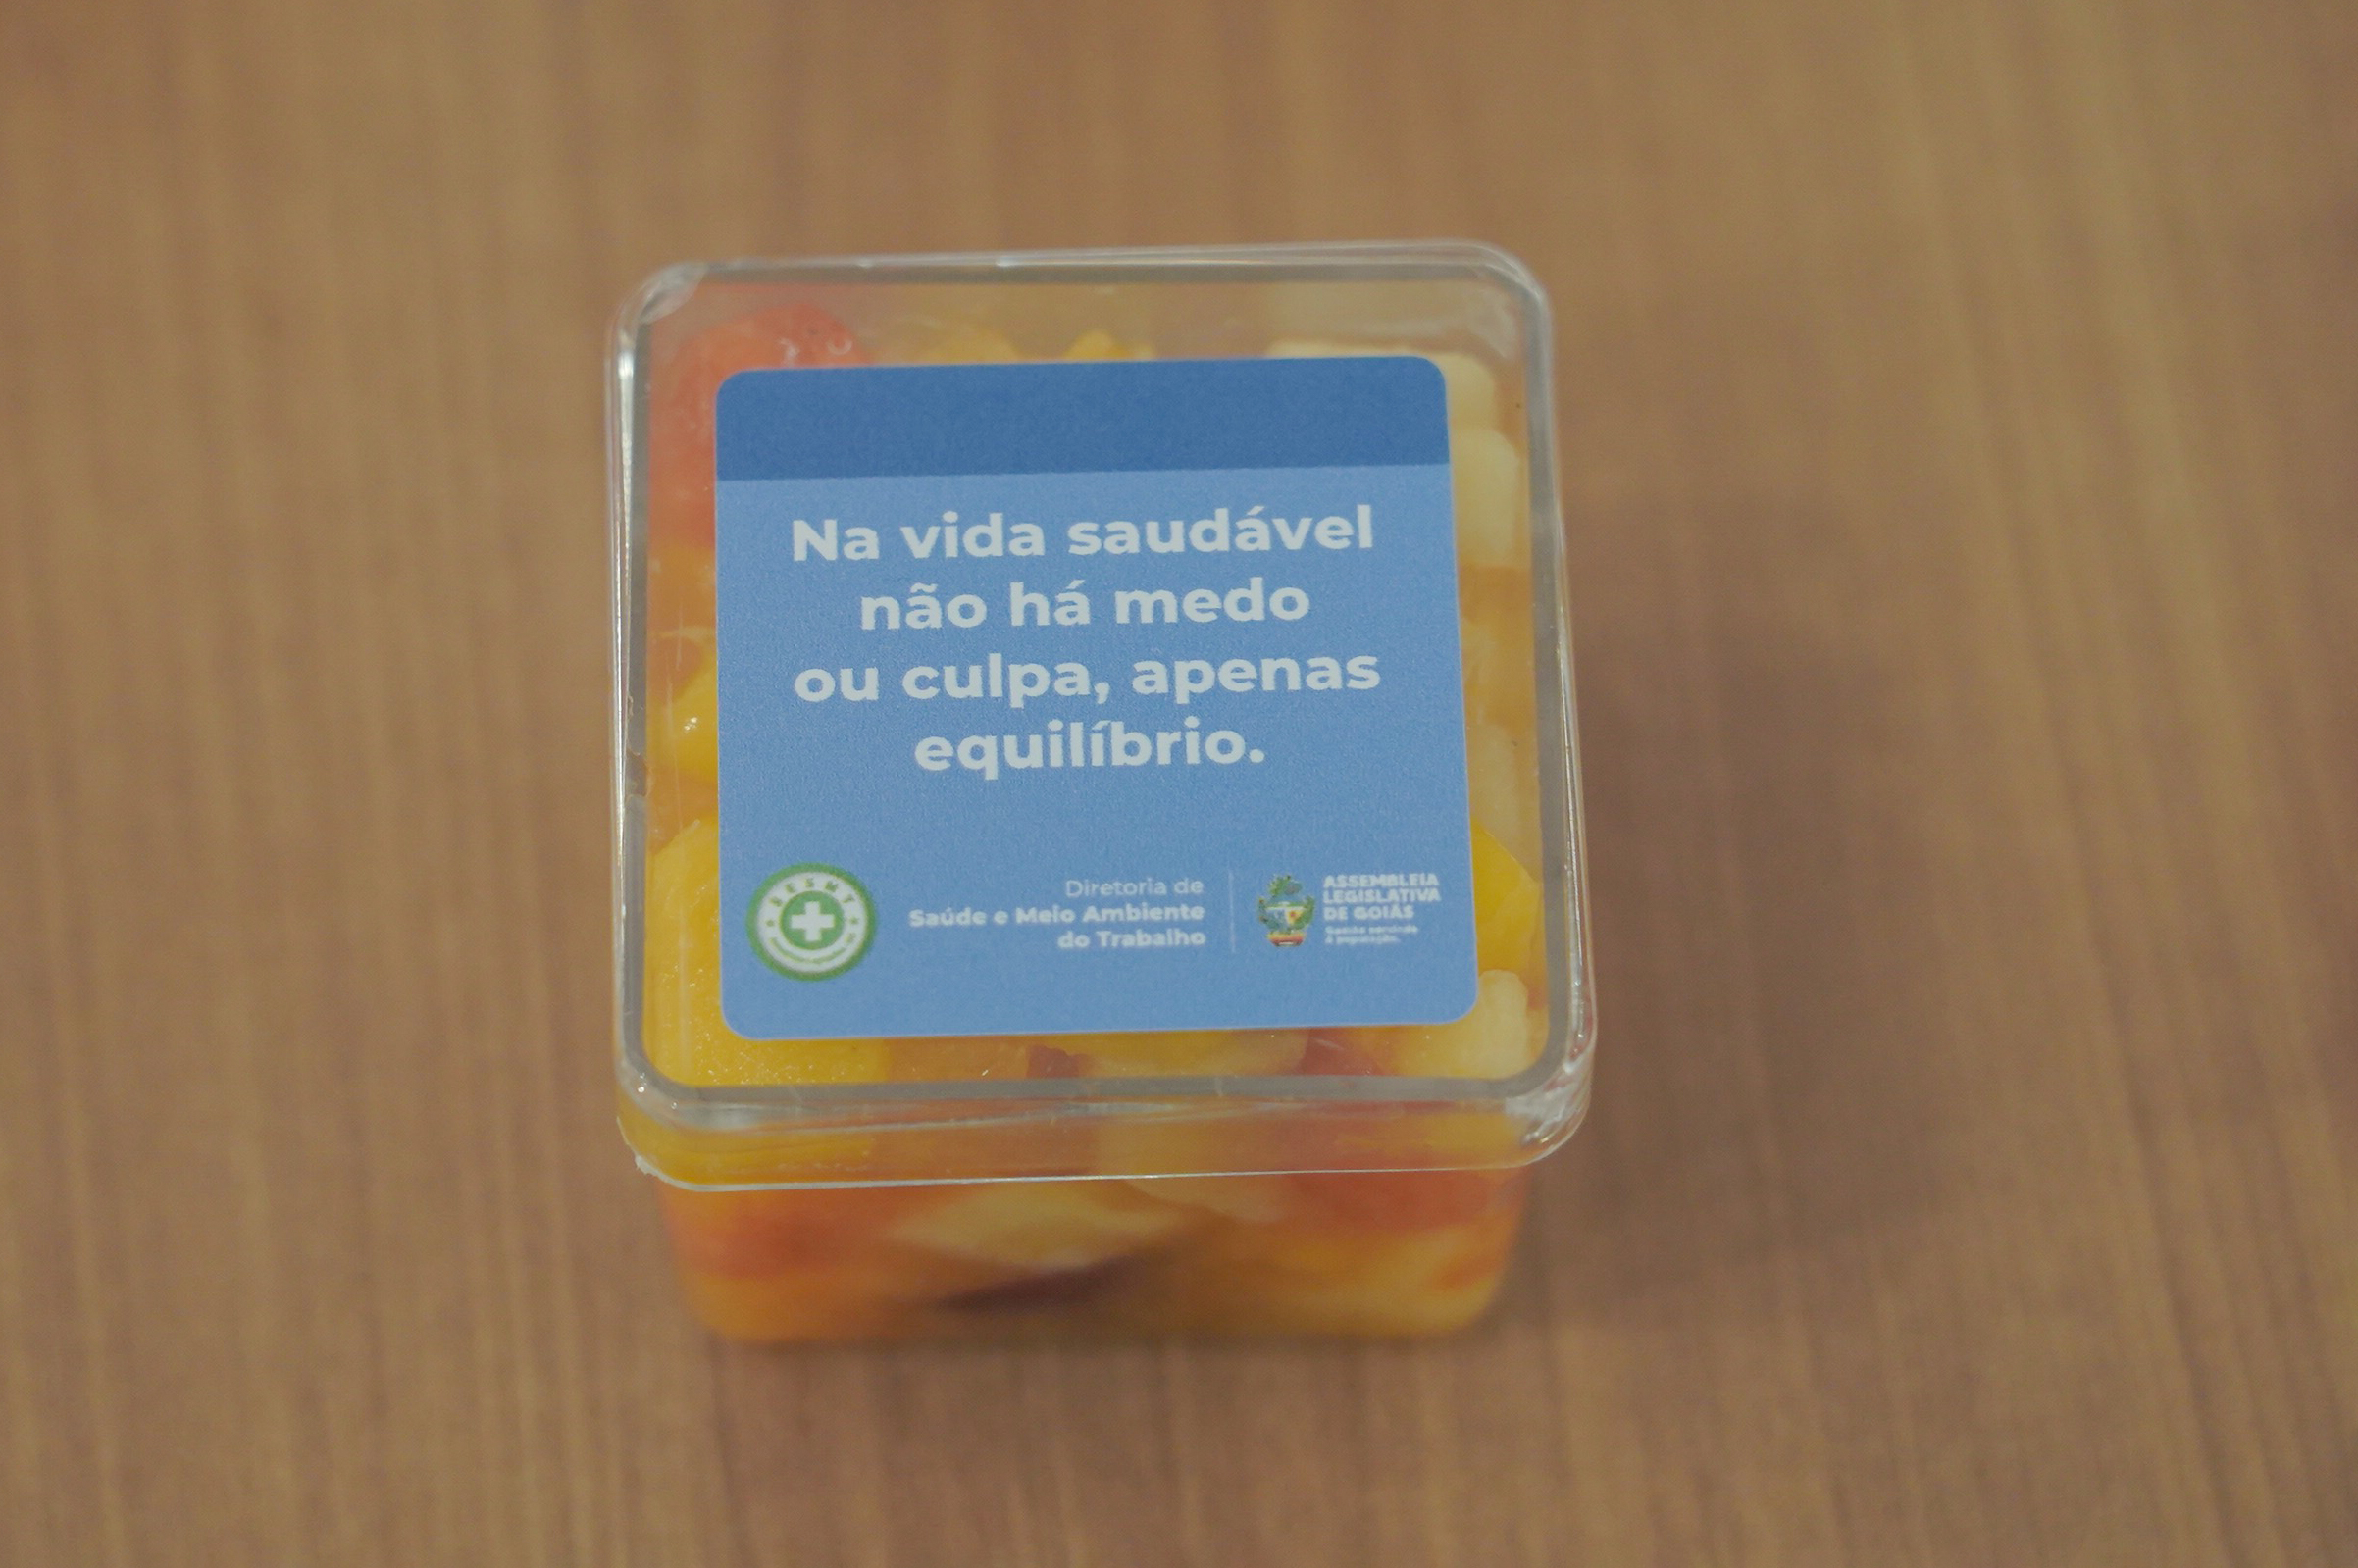 Na vida saudável
não há medo
ou culpa, apenas
equilíbrio.
SESMT
Diretoria de
Saúde e Meio Ambiente
do Trabalho
ASSEMBLEIA
LEGISLATIVA
DE GOIÁS